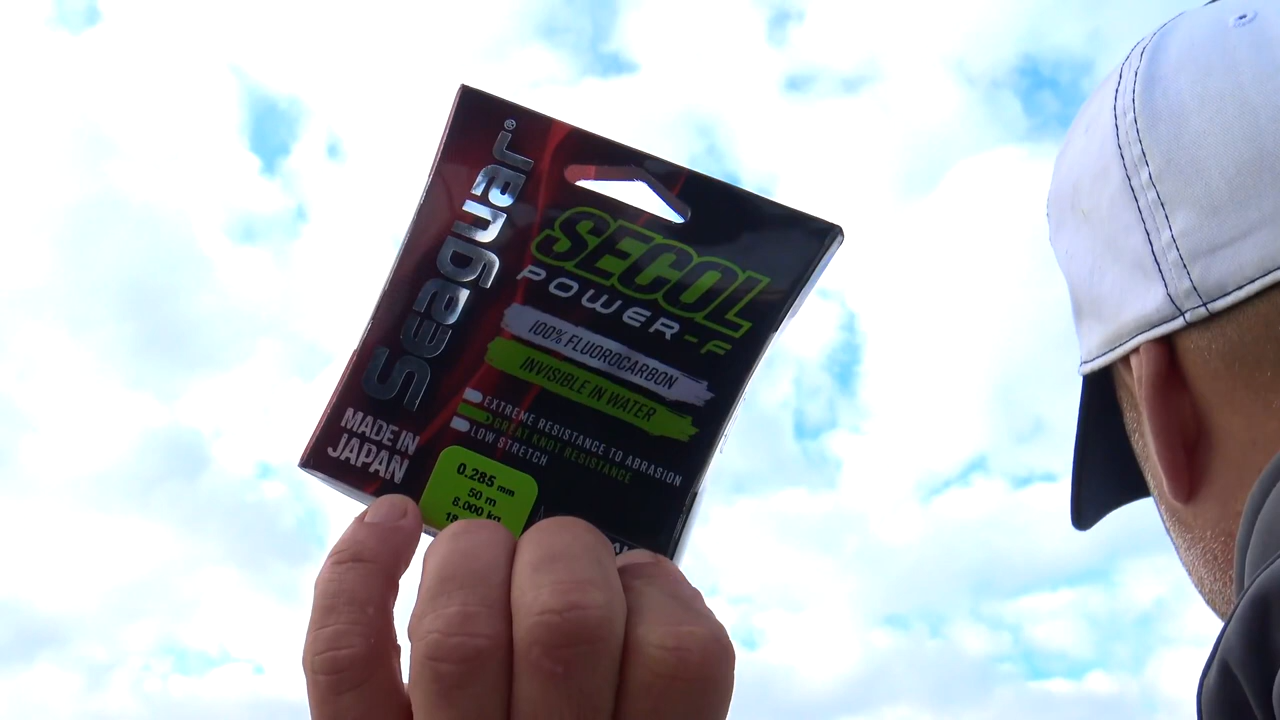 Seaguar®
SECOL
POWER-F
100% FLUOROCARBON
INVISIBLE IN WATER
EXTREME RESISTANCE TO ABRASION
GREAT KNOT RESISTANCE
LOW STRETCH
MADE IN
JAPAN
0.285 mm
50 m
8.000 kg